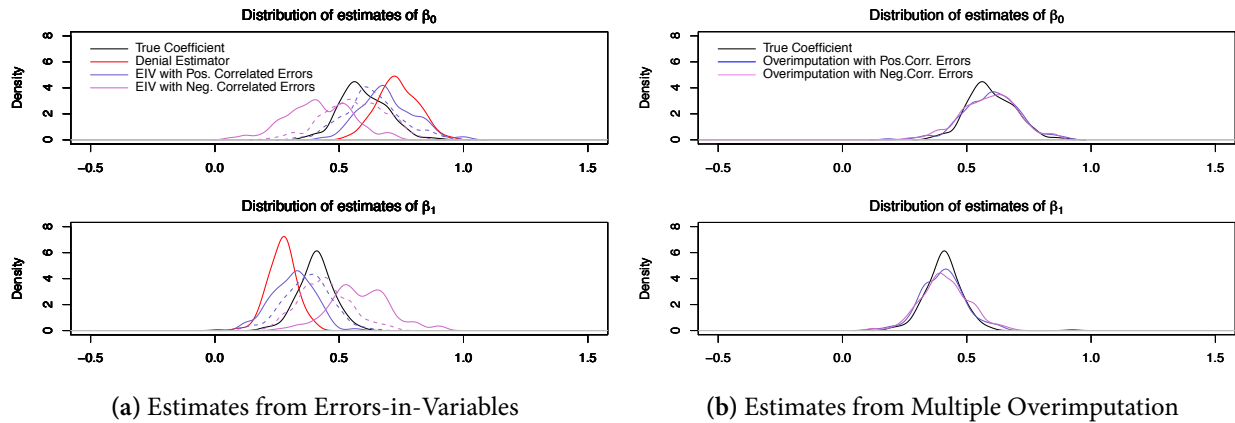 Distribution of estimates of β₀
Density
8
6
4
2
0
True Coefficient
Denial Estimator
EIV with Pos. Correlated Errors
EIV with Neg. Correlated Errors
-0.5 0.0 0.5 1.0 1.5
Distribution of estimates of β₁
Density
8
6
4
2
0
-0.5 0.0 0.5 1.0 1.5
(a) Estimates from Errors-in-Variables
Distribution of estimates of β₀
Density
8
6
4
2
0
True Coefficient
Overimputation with Pos.Corr. Errors
Overimputation with Neg.Corr. Errors
-0.5 0.0 0.5 1.0 1.5
Distribution of estimates of β₁
Density
8
6
4
2
0
-0.5 0.0 0.5 1.0 1.5
(b) Estimates from Multiple Overimputation